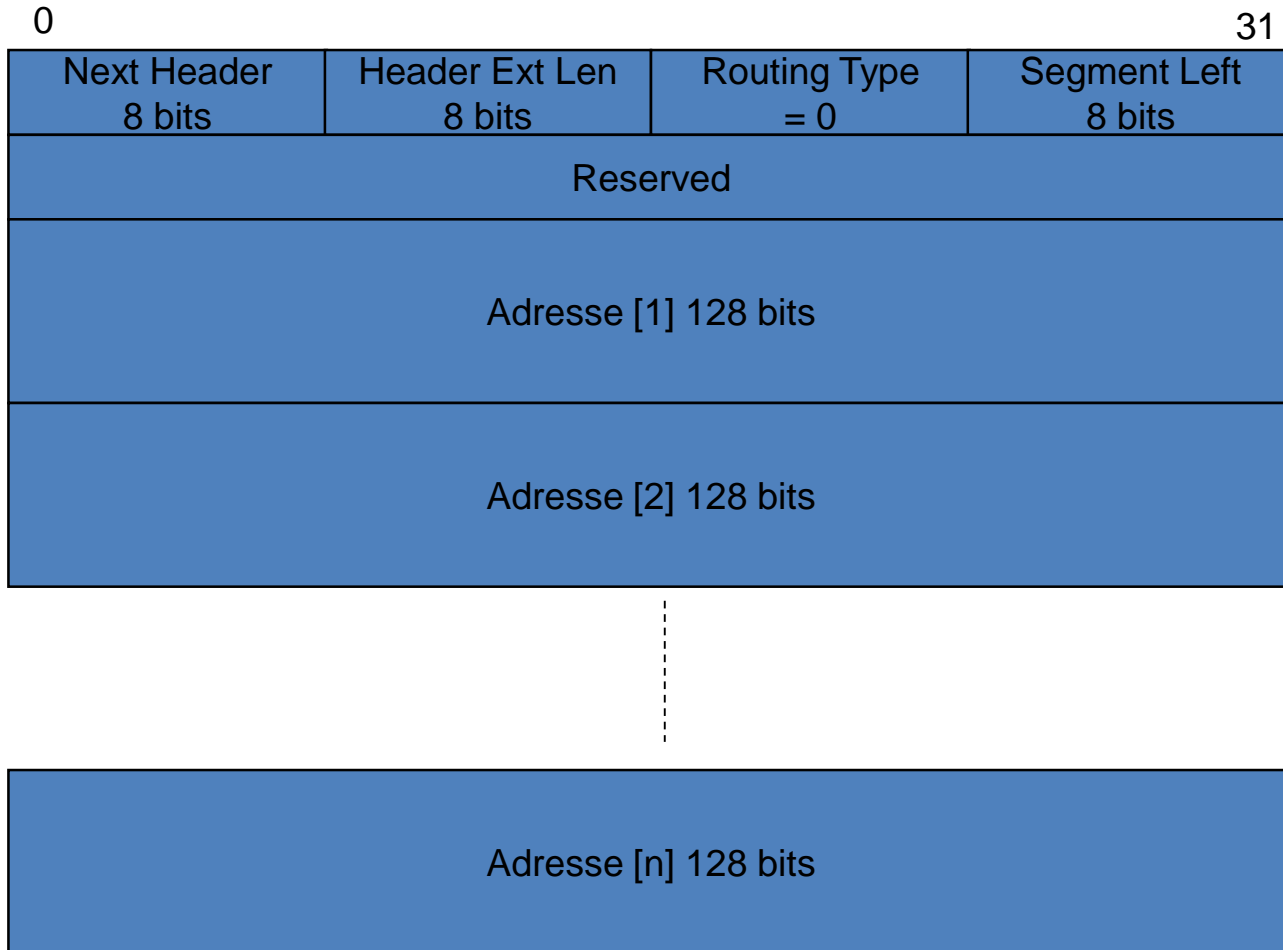 0 31
Next Header Header Ext Len Routing Type Segment Left
8 bits 8 bits = 0 8 bits
Reserved
Adresse [1] 128 bits
Adresse [2] 128 bits
Adresse [n] 128 bits